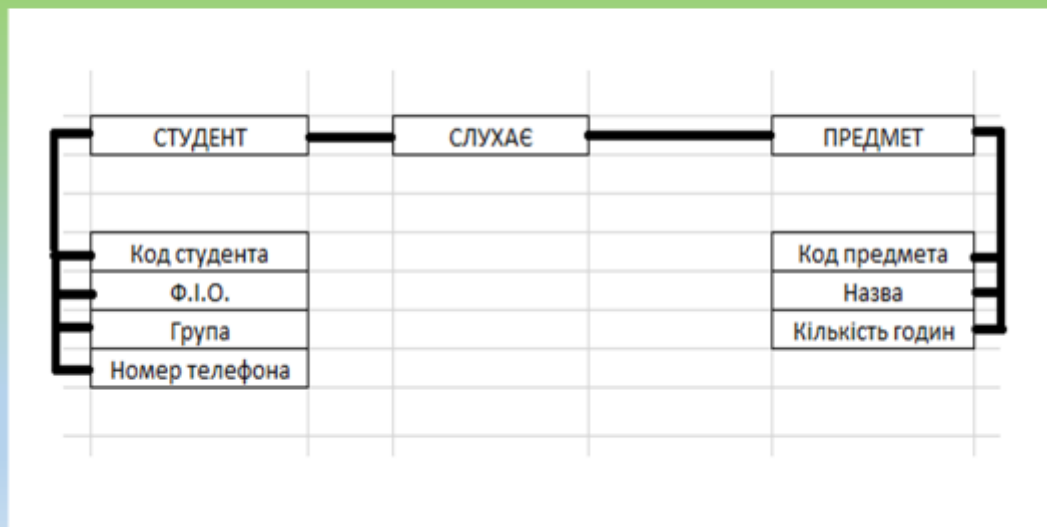 СТУДЕНТ
СЛУХАЄ
ПРЕДМЕТ
Код студента
Ф.І.О.
Група
Номер телефона
Код предмета
Назва
Кількість годин